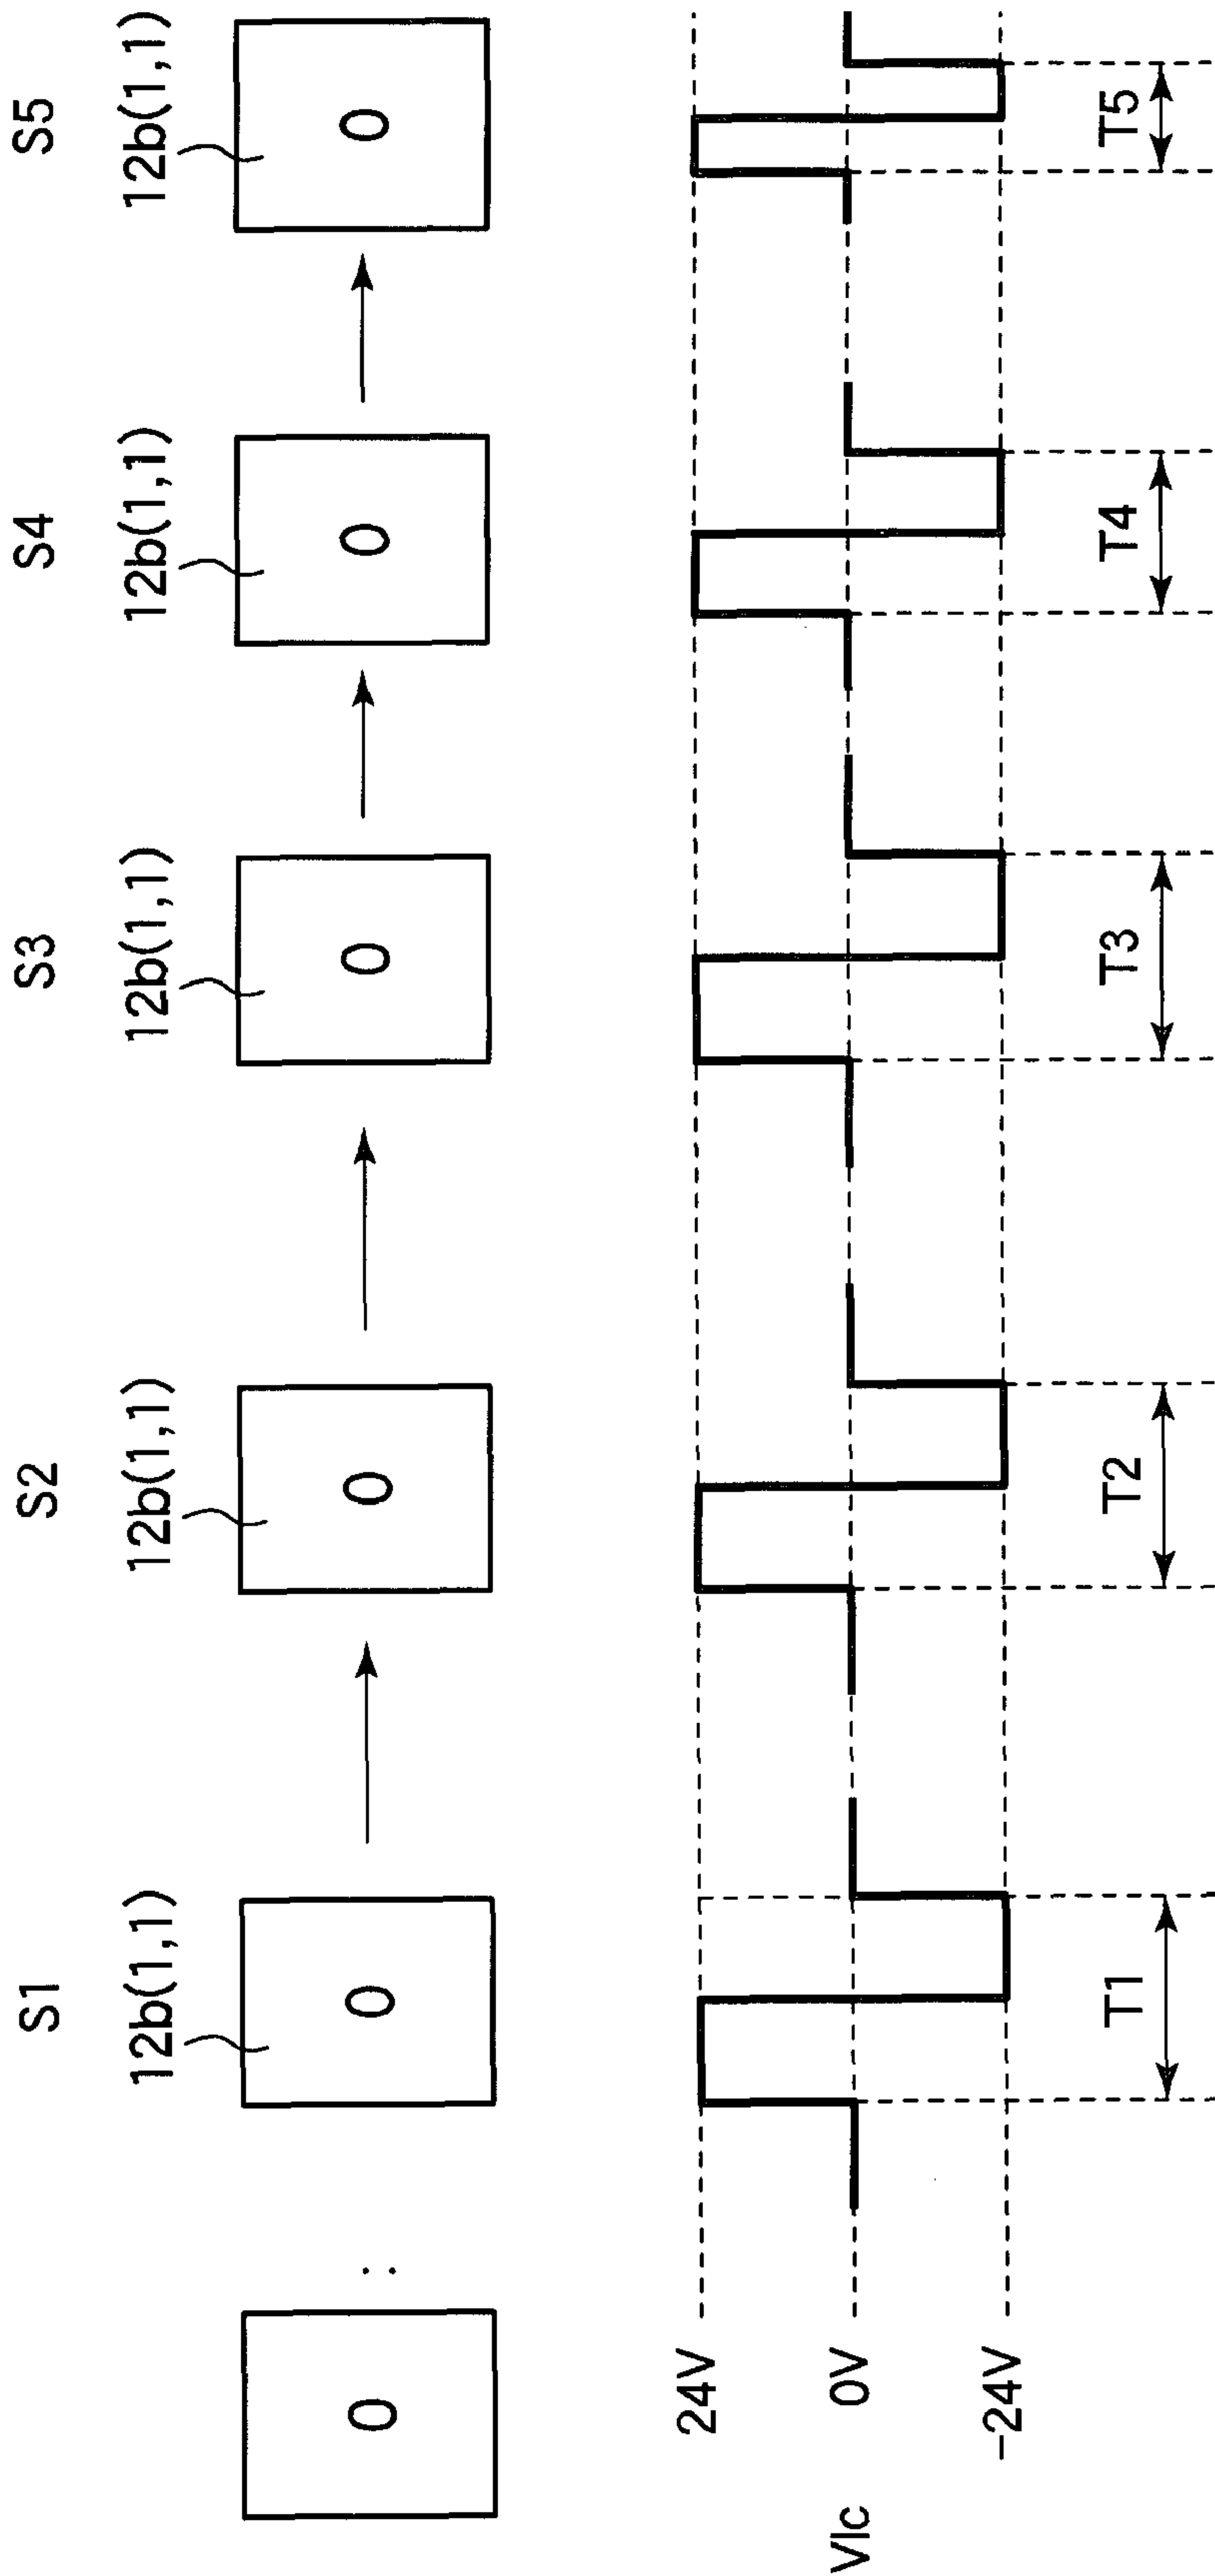 S1 S2 S3 S4 S5
12b(1,1) 12b(1,1) 12b(1,1) 12b(1,1) 12b(1,1)
0 : 0 0 0 0 0
24V
Vlc 0V
-24V
T1 T2 T3 T4 T5